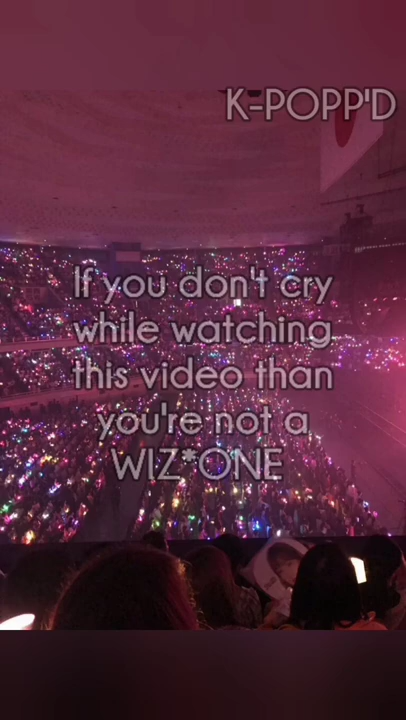 K-POPP'D
If you don't cry
while watching
this video than
you're not a
WIZ*ONE